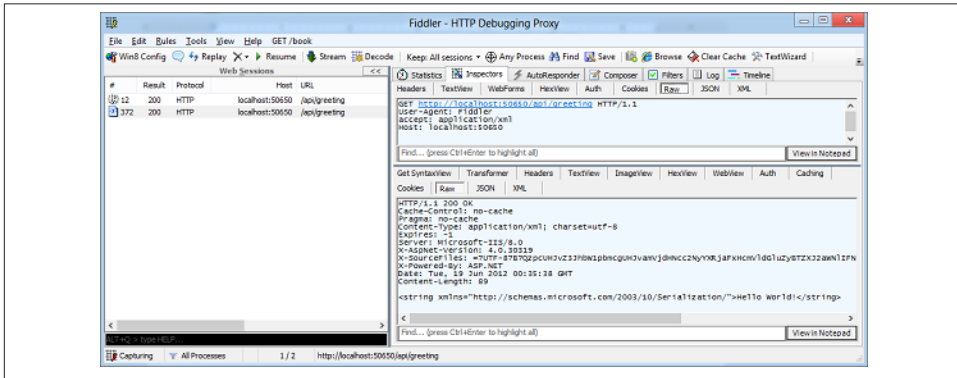 Fiddler - HTTP Debugging Proxy
File Edit Rules Tools View Help GET /book
Win8 Config Replay X Resume Stream Decode Keep: All sessions Any Process Find Save Browse Clear Cache TextWizard
Web Sessions <<
# Result Protocol Host URL
12 200 HTTP localhost:50650 /api/greeting
372 200 HTTP localhost:50650 /api/greeting
ALT+Q > type HELP...
Statistics Inspectors AutoResponder Composer Filters Log Timeline
Headers TextView WebForms HexView Auth Cookies Raw JSON XML
GET http://localhost:50650/api/greeting HTTP/1.1
User-Agent: Fiddler
accept: application/xml
Host: localhost:50650
Find... (press Ctrl+Enter to highlight all) View in Notepad
Get SyntaxView Transformer Headers TextView ImageView HexView WebView Auth Caching
Cookies Raw JSON XML
HTTP/1.1 200 OK
Cache-Control: no-cache
Pragma: no-cache
Content-Type: application/xml; charset=utf-8
Expires: -1
Server: Microsoft-IIS/8.0
X-AspNet-Version: 4.0.30319
X-SourceFiles:
X-Powered-By: ASP.NET
Date: Tue, 19 Jun 2012 00:35:38 GMT
Content-Length: 89
<string xmlns="http://schemas.microsoft.com/2003/10/Serialization/">Hello World!</string>
Find... (press Ctrl+Enter to highlight all) View in Notepad
Capturing All Processes 1 / 2 http://localhost:50650/api/greeting